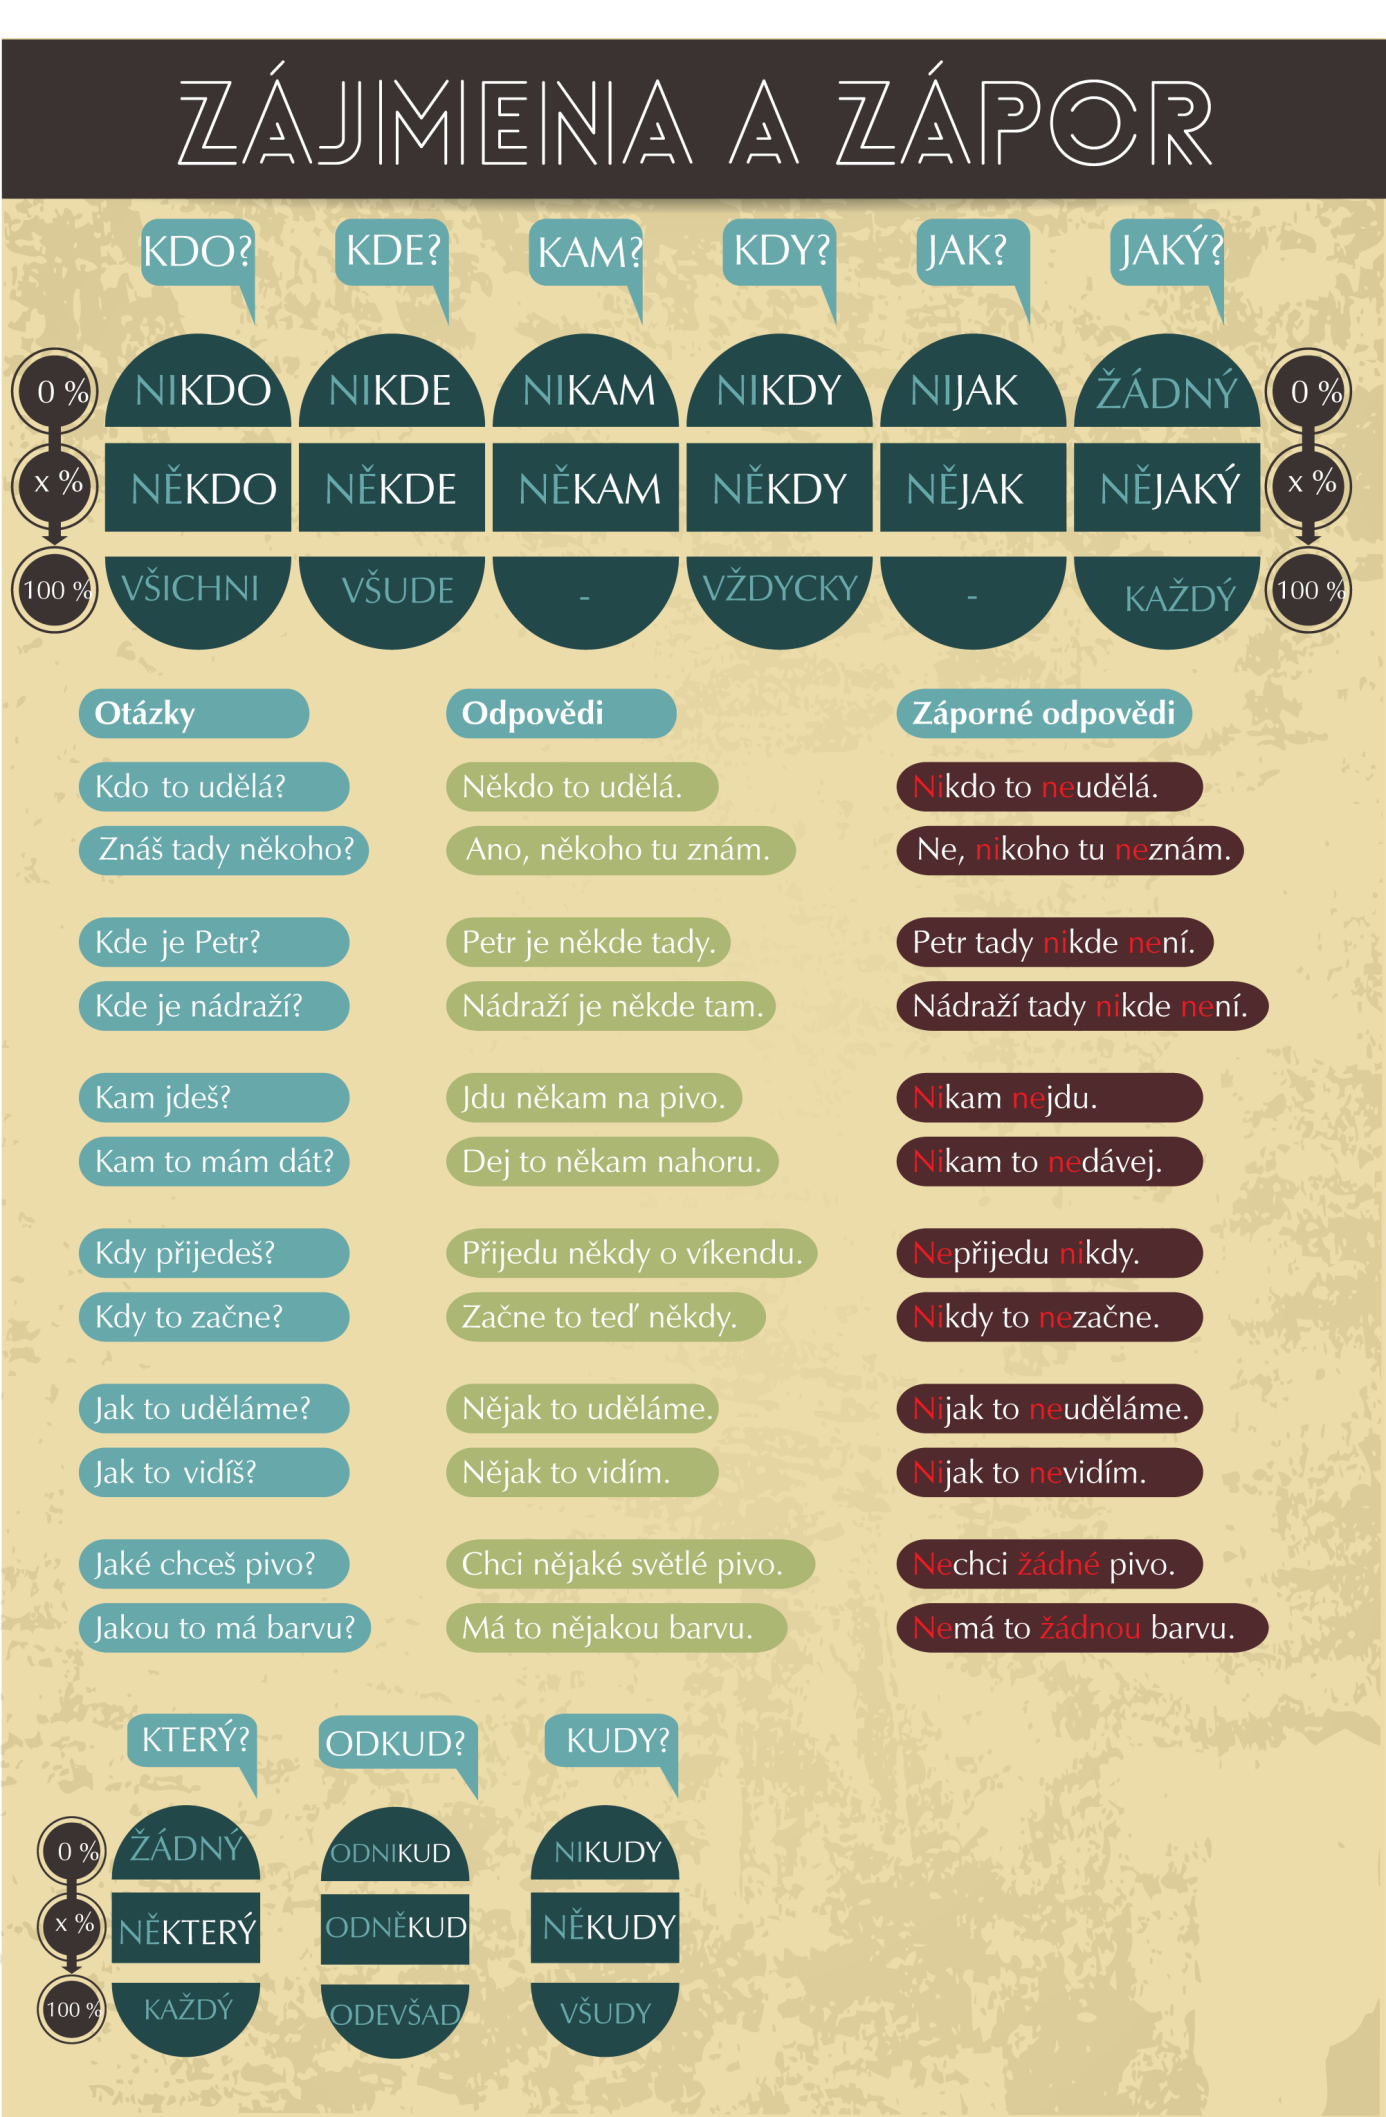 ZÁJMENA A ZÁPOR
KDO? KDE? KAM? KDY? JAK? JAKÝ?
0 % NIKDO NIKDE NIKAM NIKDY NIJAK ŽÁDNÝ 0 %
x % NĚKDO NĚKDE NĚKAM NĚKDY NĚJAK NĚJAKÝ x %
100 % VŠICHNI VŠUDE - VŽDYCKY - KAŽDÝ 100 %
Otázky Odpovědi Záporné odpovědi
Kdo to udělá? Někdo to udělá. Nikdo to neudělá.
Znáš tady někoho? Ano, někoho tu znám. Ne, nikoho tu neznám.
Kde je Petr? Petr je někde tady. Petr tady nikde není.
Kde je nádraží? Nádraží je někde tam. Nádraží tady nikde není.
Kam jdeš? Jdu někam na pivo. Nikam nejdu.
Kam to mám dát? Dej to někam nahoru. Nikam to nedávej.
Kdy přijedeš? Přijedu někdy o víkendu. Nepřijedu nikdy.
Kdy to začne? Začne to teď někdy. Nikdy to nezačne.
Jak to uděláme? Nějak to uděláme. Nijak to neuděláme.
Jak to vidíš? Nějak to vidím. Nijak to nevidím.
Jaké chceš pivo? Chci nějaké světlé pivo. Nechci žádné pivo.
Jakou to má barvu? Má to nějakou barvu. Nemá to žádnou barvu.
KTERÝ? ODKUD? KUDY?
0 % ŽÁDNÝ ODNIKUD NIKUDY
x % NĚKTERÝ ODNĚKUD NĚKUDY
100 % KAŽDÝ ODEVŠAD VŠUDY